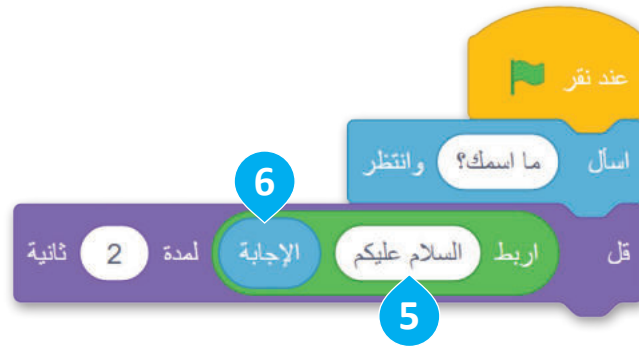 عند نقر
اسأل ما اسمك؟ وانتظر
6
قل اربط السلام عليكم الإجابة لمدة 2 ثانية
5